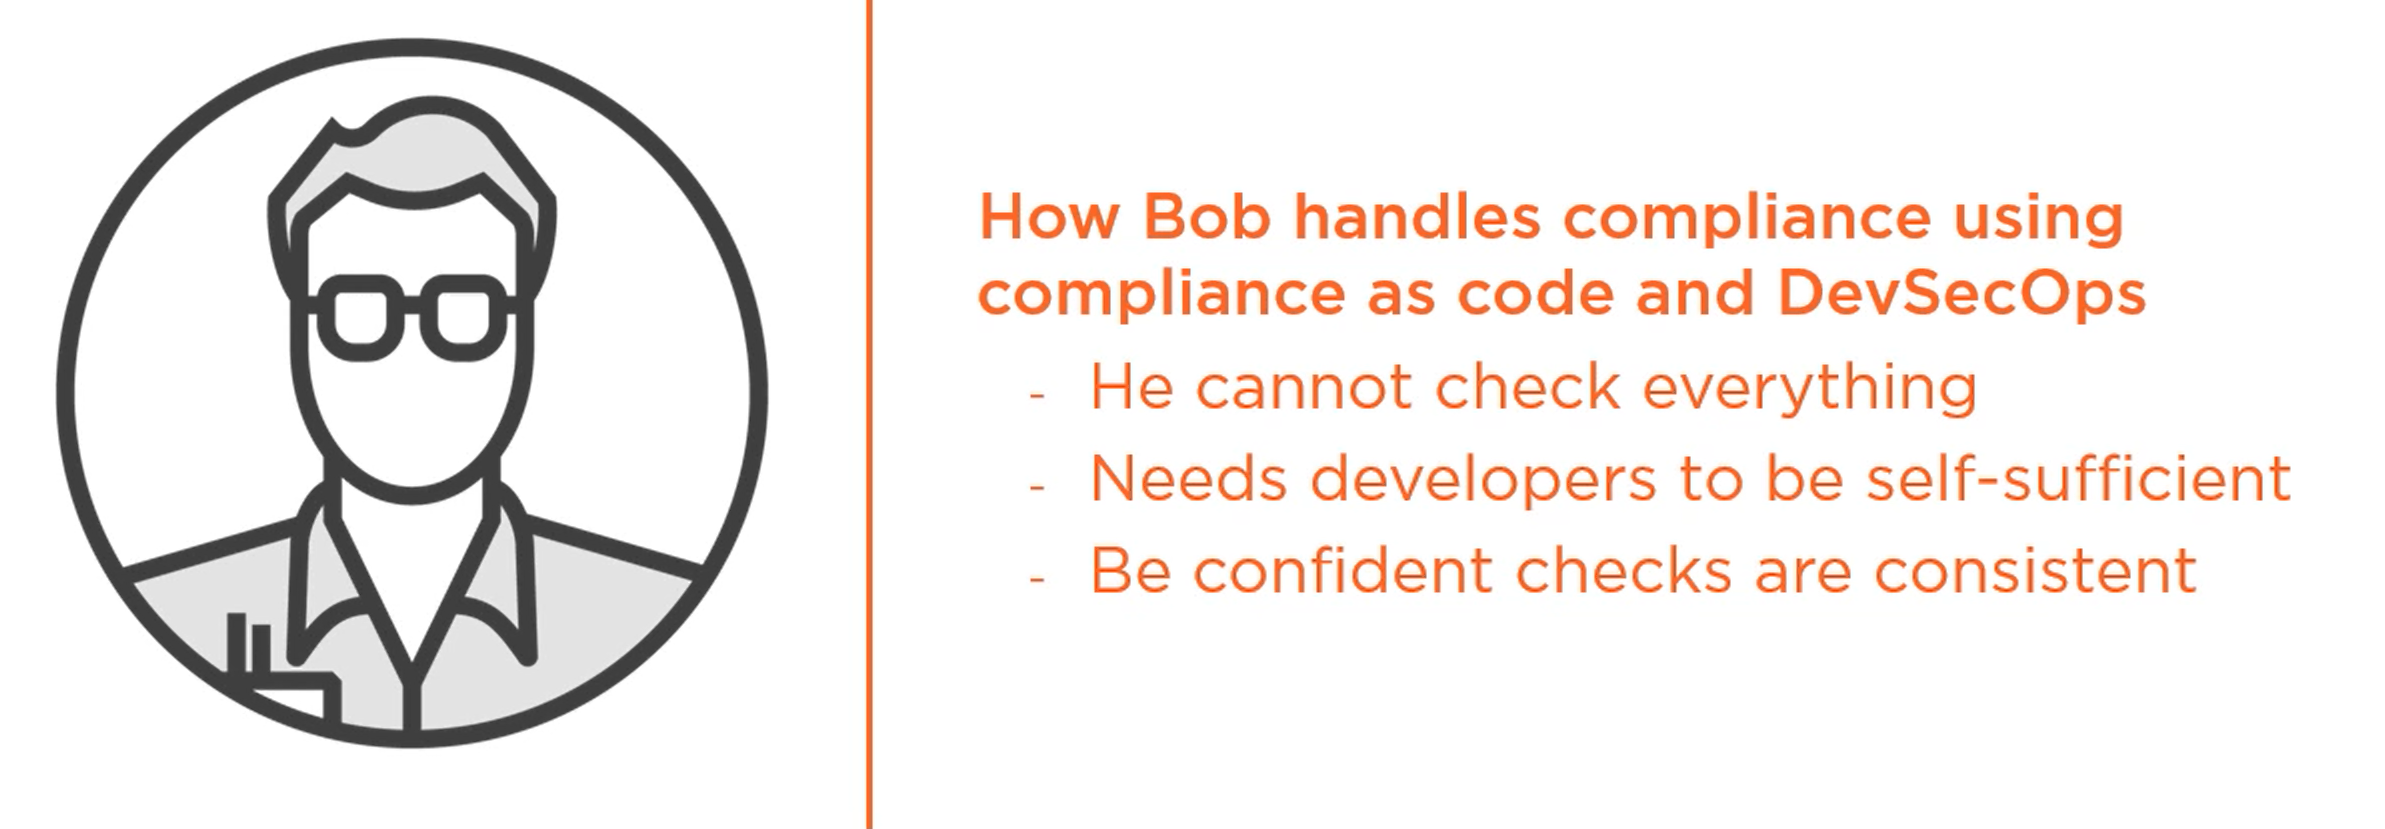 How Bob handles compliance using
compliance as code and DevSecOps
- He cannot check everything
- Needs developers to be self-sufficient
- Be confident checks are consistent